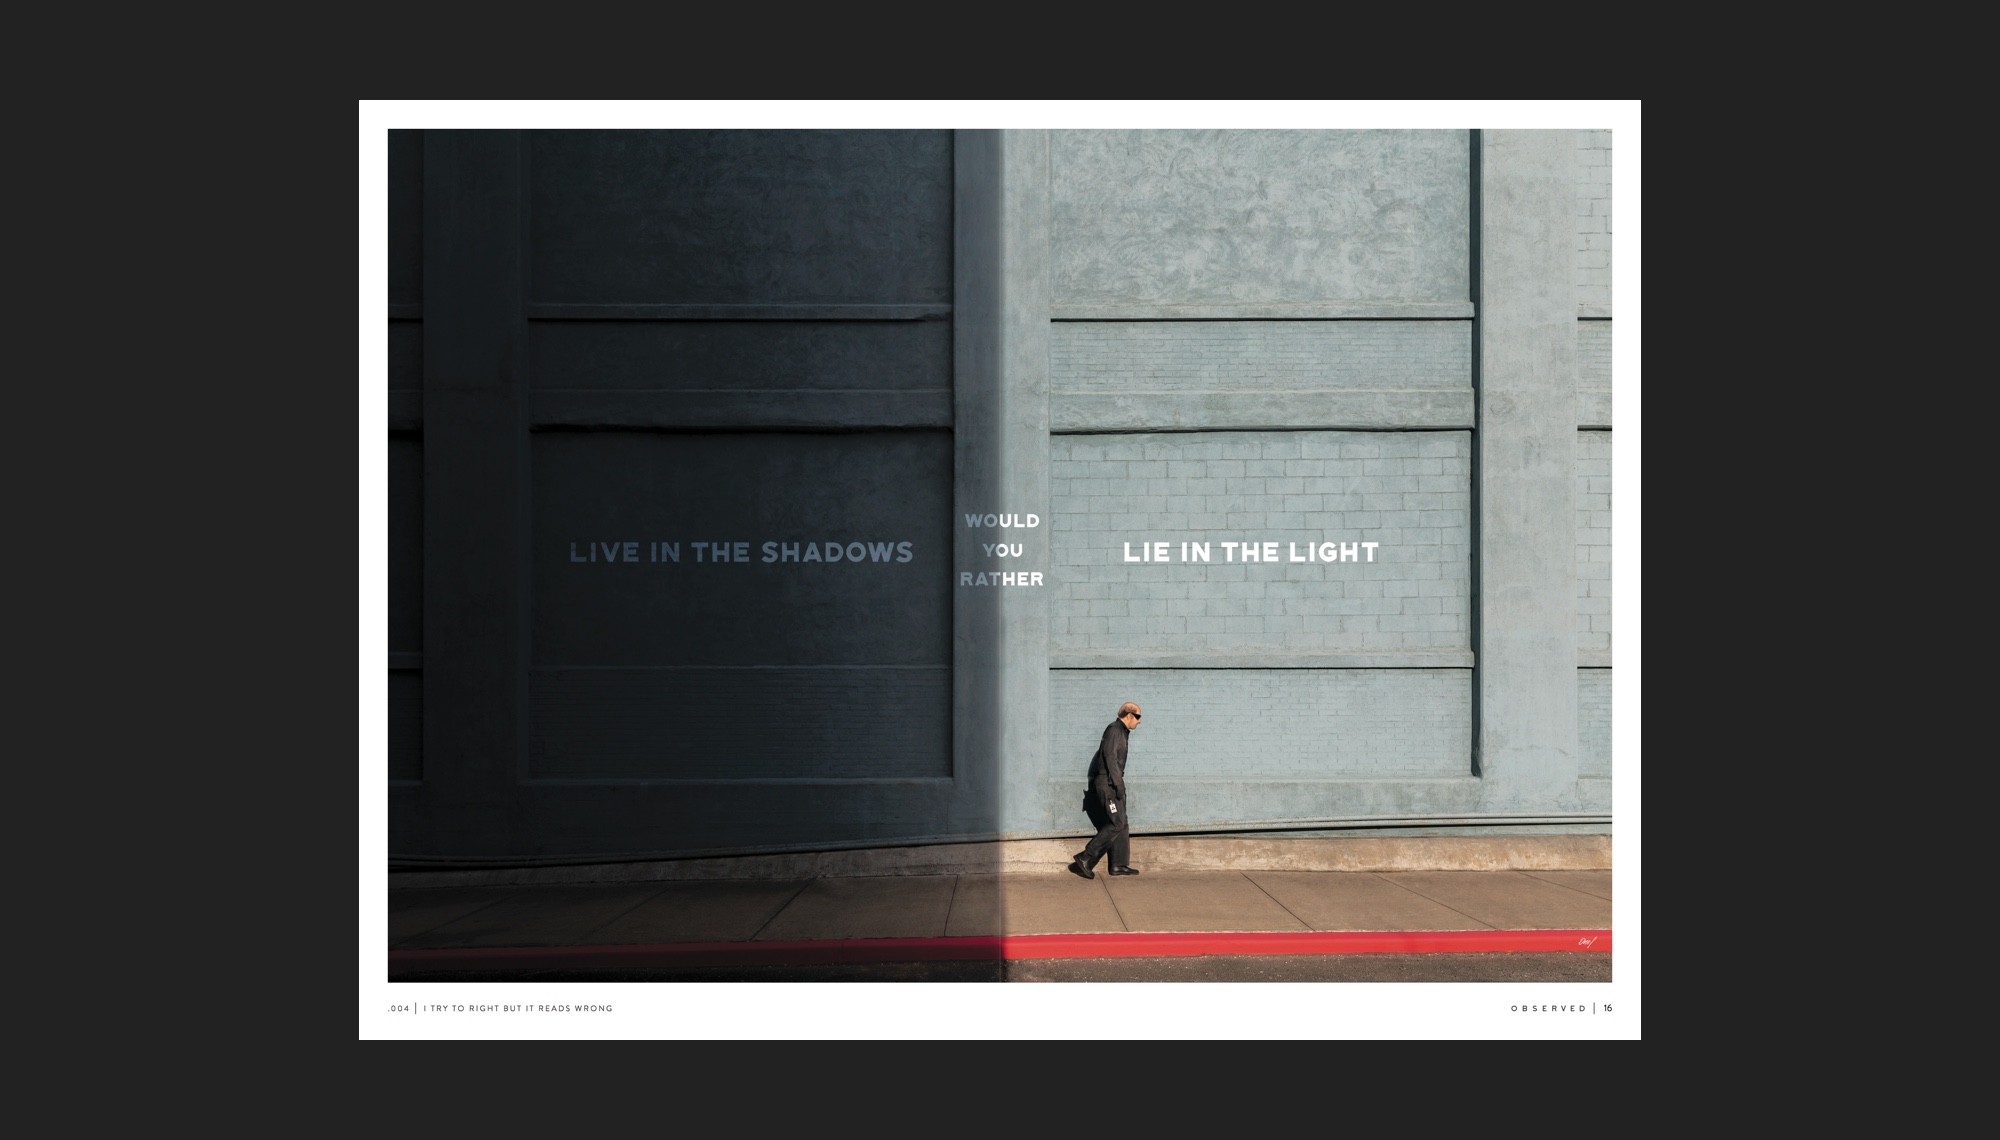 WOULD
YOU
RATHER
LIVE IN THE SHADOWS
LIE IN THE LIGHT
.004 | I TRY TO RIGHT BUT IT READS WRONG
OBSERVED | 16